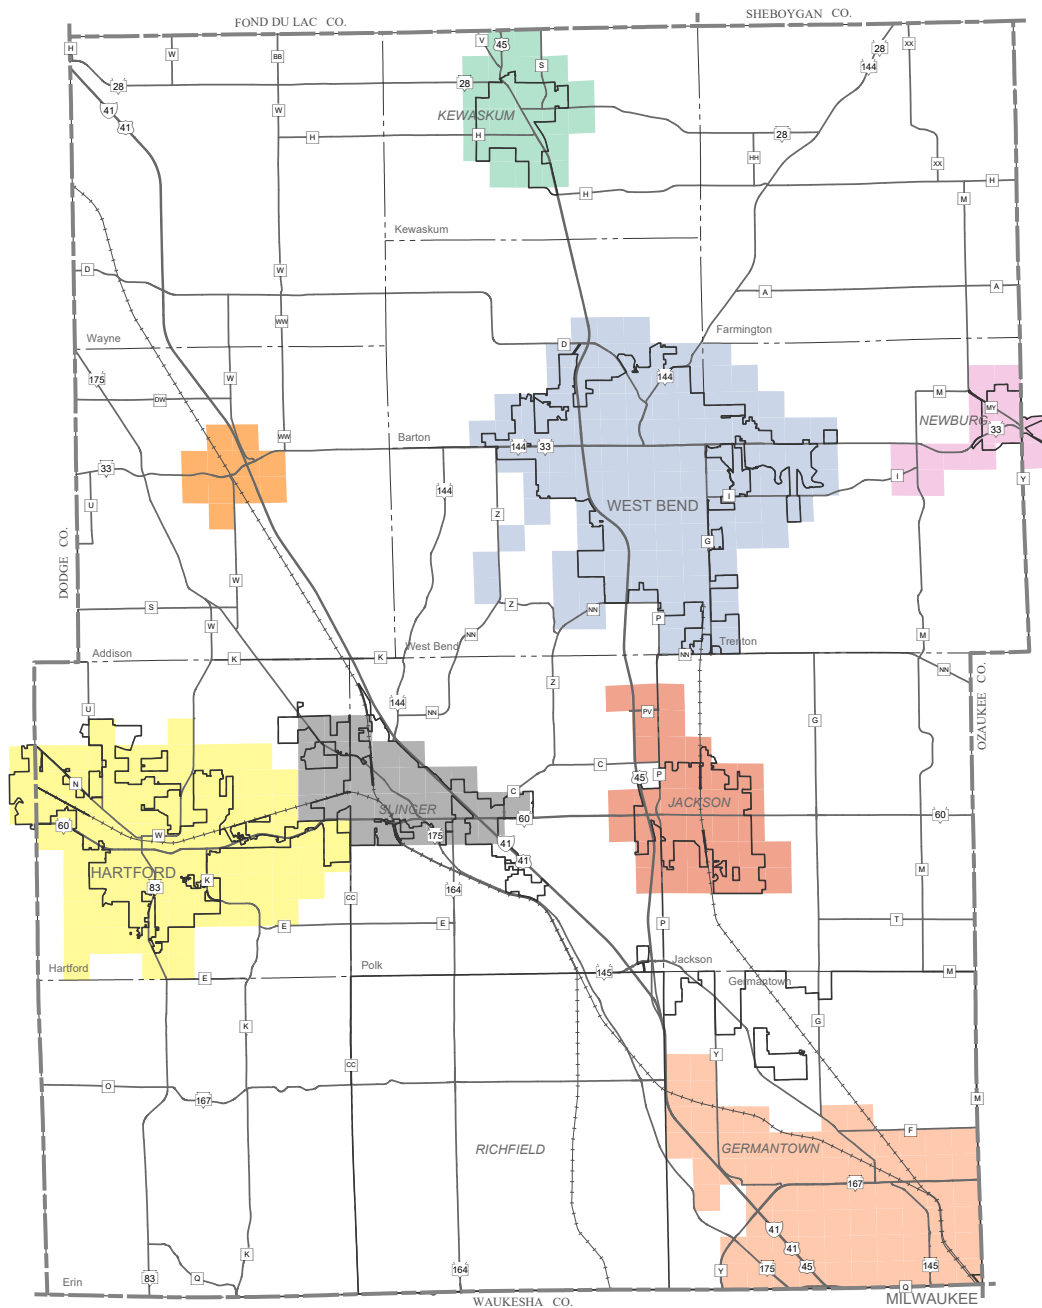 FOND DU LAC CO.
SHEBOYGAN CO.
H
W
BB
V
45
S
28
XX
28
144
28
41
41
W
28
KEWASKUM
H
H
28
HH
XX
H
H
M
Kewaskum
D
W
A
A
WW
Wayne
D
Farmington
175
W
144
M
DW
MY
NEWBURG
33
WW
Barton
144
33
33
I
Y
U
144
I
Z
WEST BEND
G
DODGE CO.
W
S
Z
NN
P
W
NN
M
Trenton
West Bend
Addison
K
K
NN
NN
Z
OZAUKEE CO.
U
144
NN
PV
G
C
45
P
N
C
JACKSON
SLINGER
60
60
60
W
175
41
41
HARTFORD
83
K
164
M
CC
E
E
P
T
Hartford
Polk
Jackson
E
145
M
Germantown
K
G
CC
Y
O
167
M
F
RICHFIELD
GERMANTOWN
167
41
41
K
Erin
83
Q
164
Y
175
45
145
Q
MILWAUKEE
WAUKESHA CO.